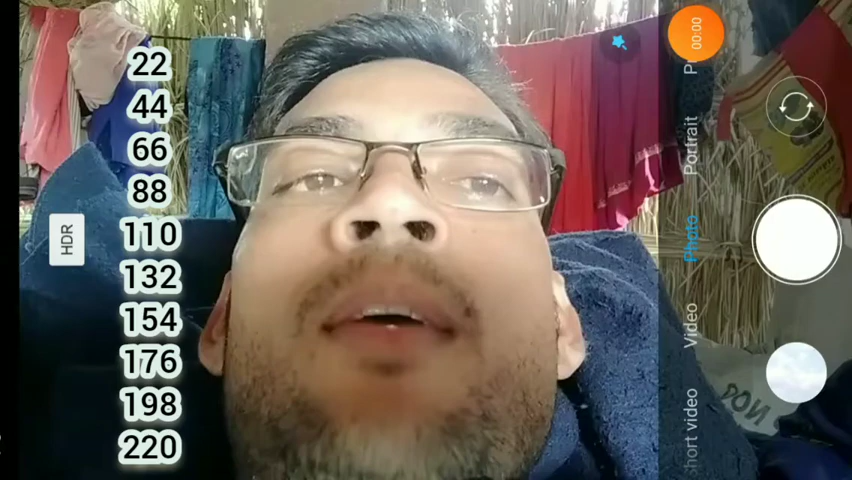 22
44
66
88
110
132
154
176
198
220
HDR
00:00
P
Portrait
Photo
Video
short video